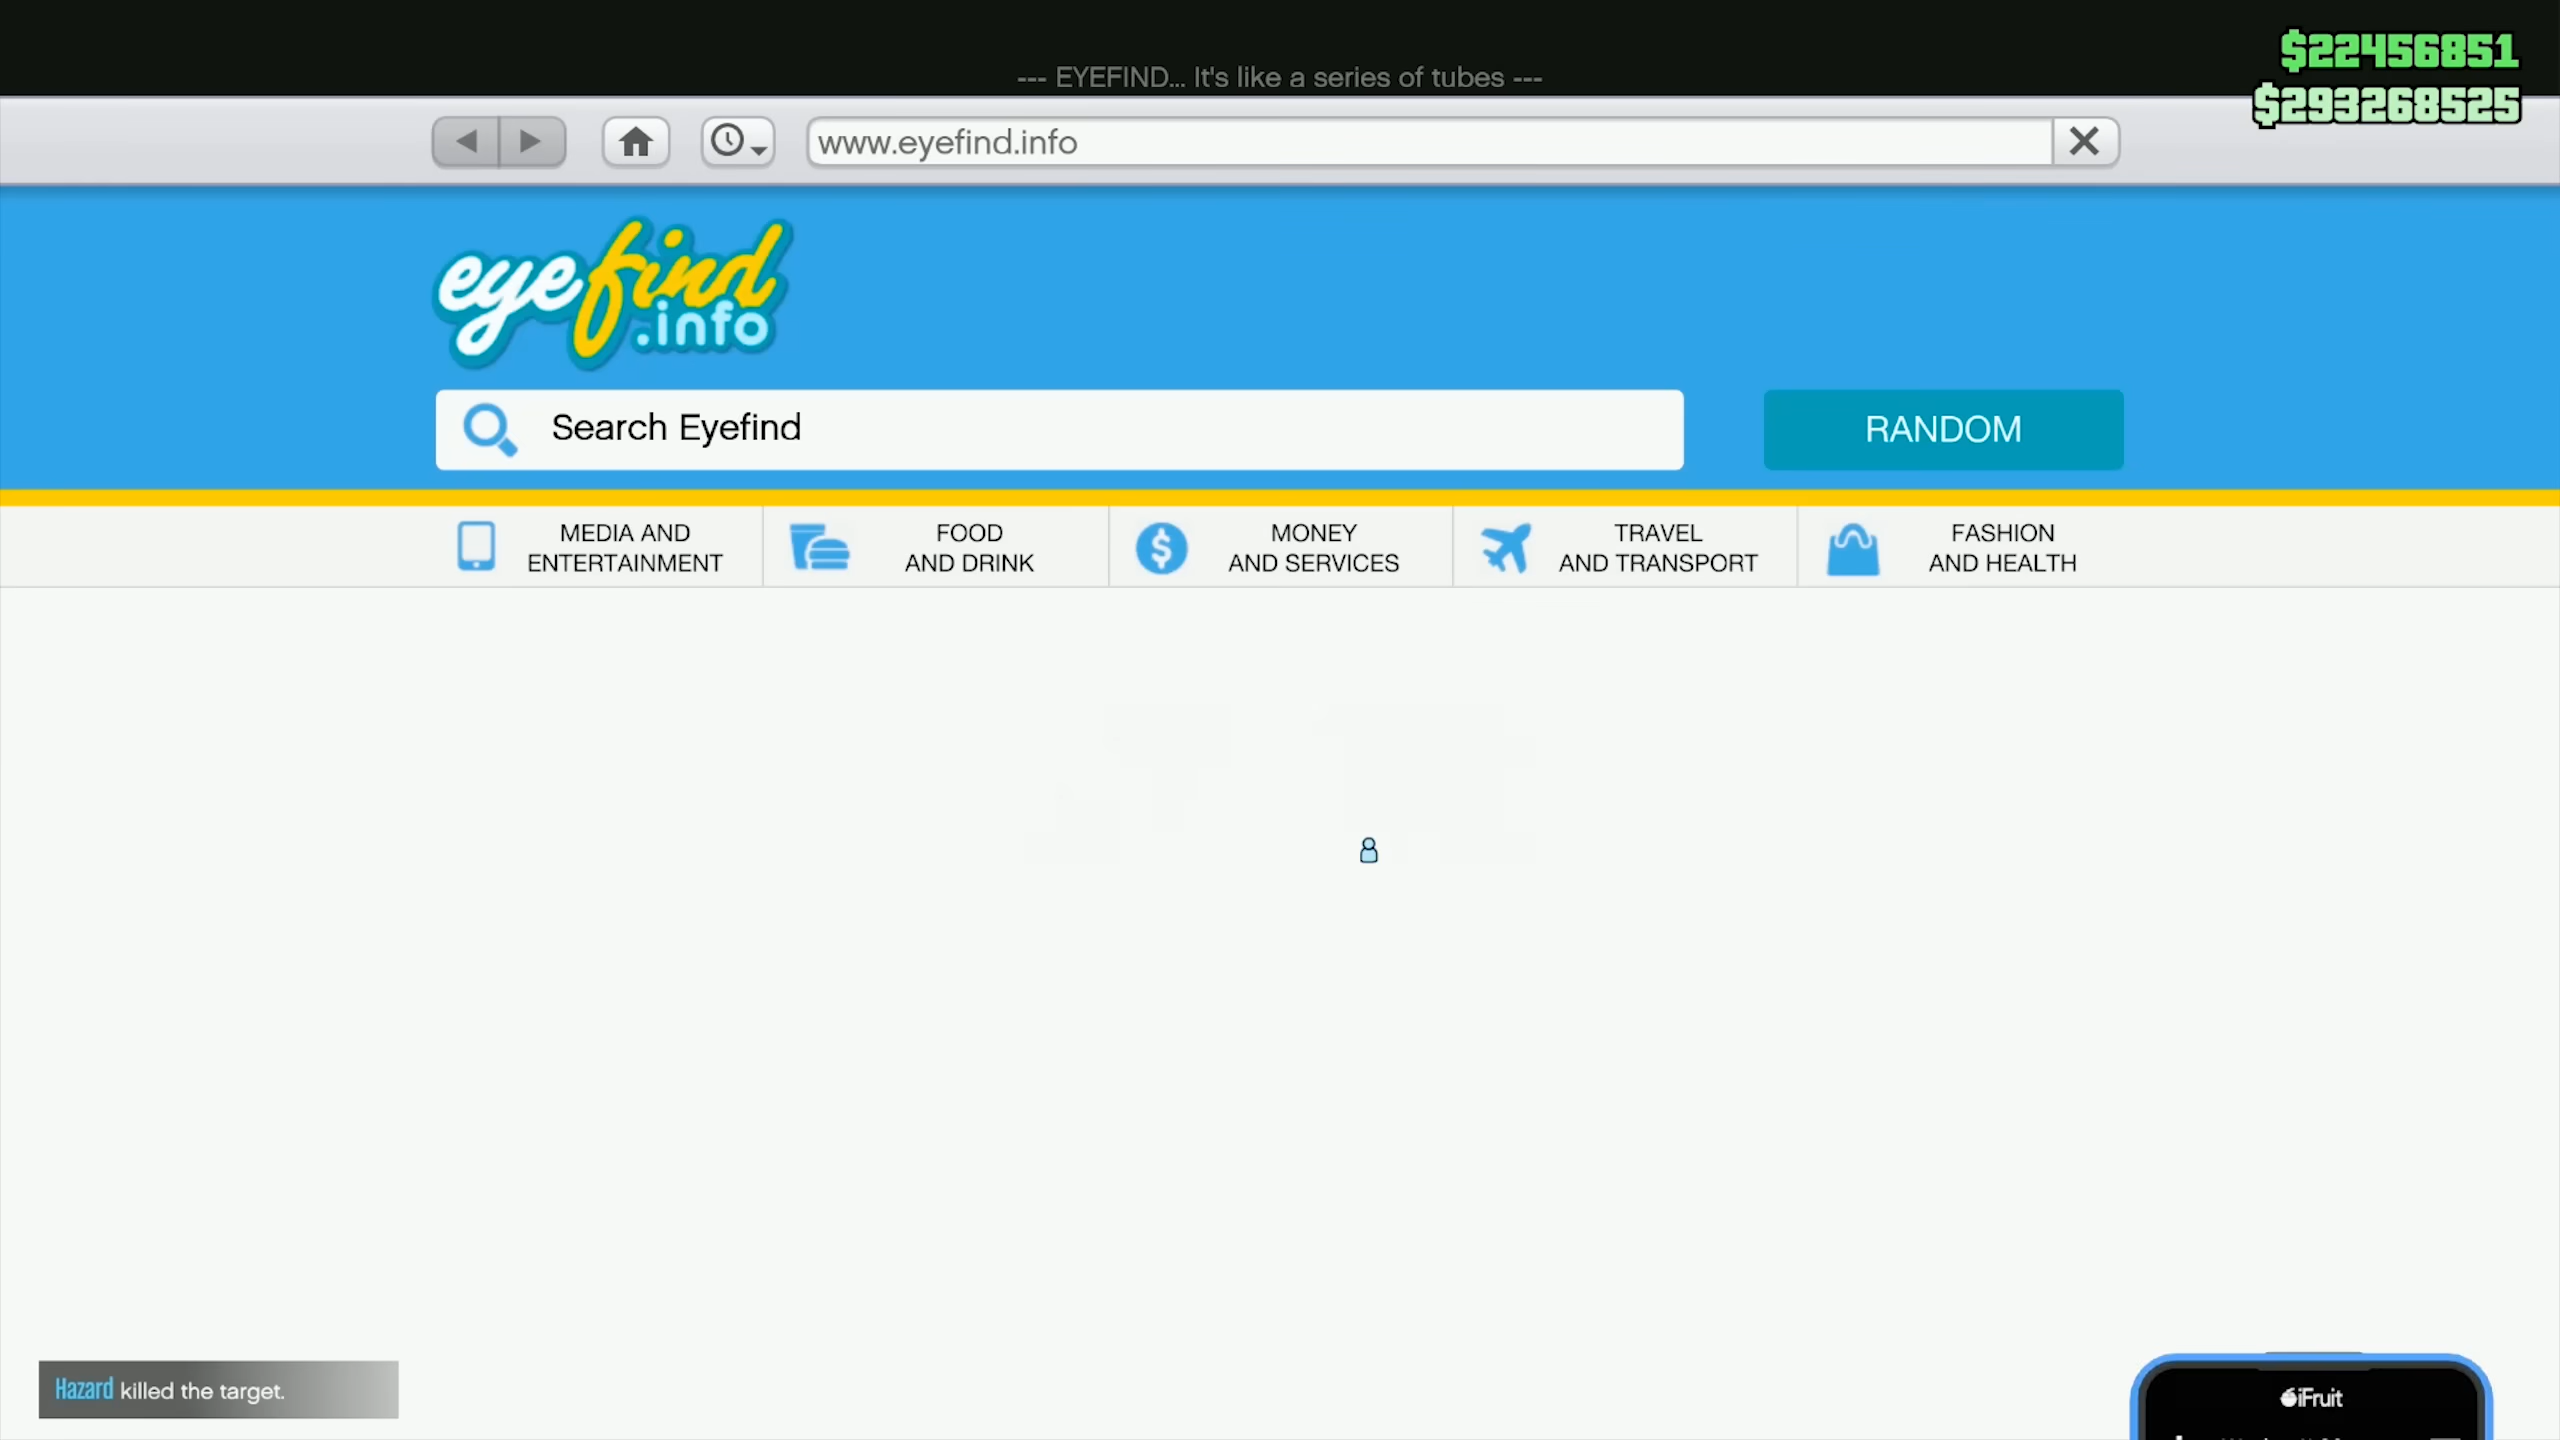 --- EYEFIND... It's like a series of tubes ---
$22456851
$293268525
www.eyefind.info
eyefind
.info
Search Eyefind
RANDOM
MEDIA AND
ENTERTAINMENT
FOOD
AND DRINK
MONEY
AND SERVICES
TRAVEL
AND TRANSPORT
FASHION
AND HEALTH
Hazard killed the target.
iFruit